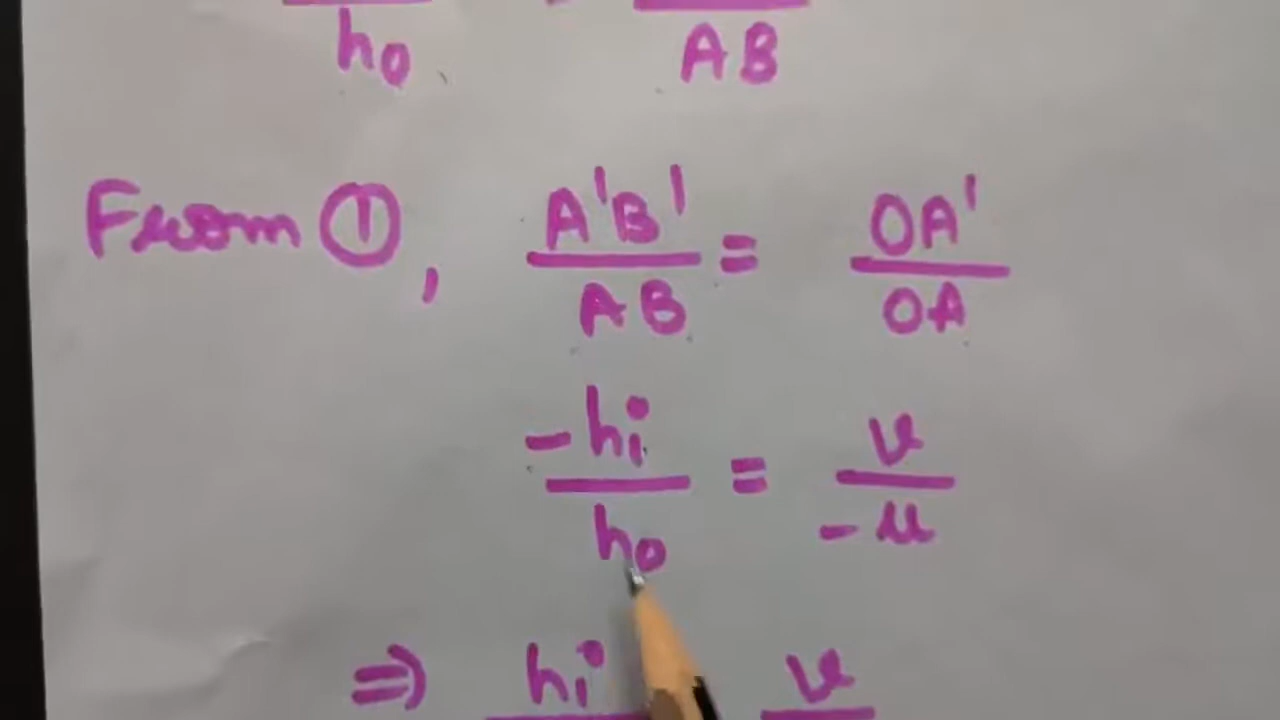 h₀ = AB
From ①, A'B' / AB = OA' / OA
-hᵢ / h₀ = v / -u
⇒ hᵢ v